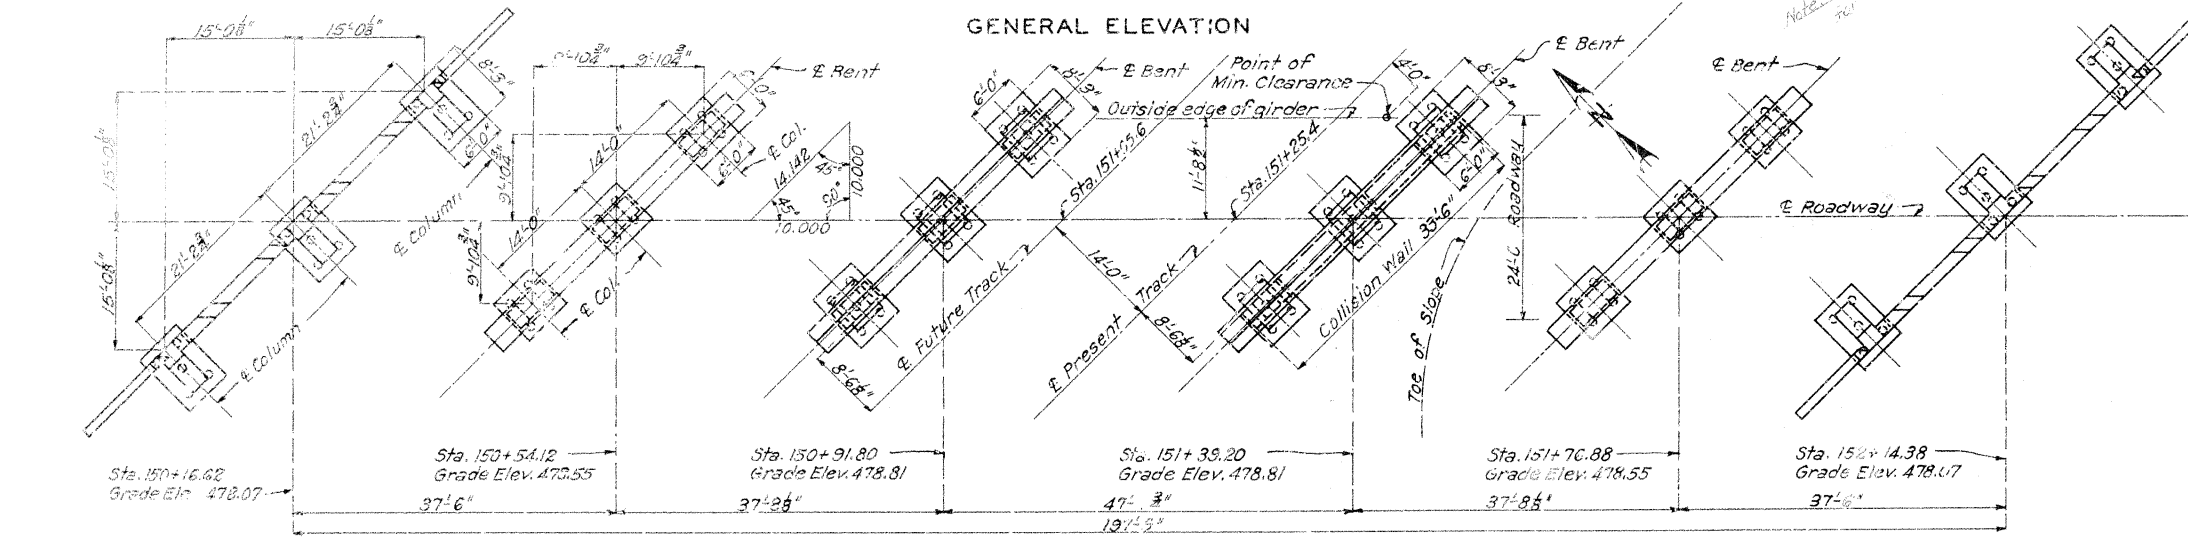 GENERAL ELEVATION
15'-0⅛"
15'-0⅛"
9'-10¾"
8'-3"
℄ Bent
6'-0"
8'-3"
℄ Bent
Point of
Min. Clearance
4'-0"
8'-3"
℄ Bent
℄ Bent
Note:
Outside edge of girder
21'-2⅜"
15'-0⅛"
6'-0"
14'-0"
9'-10¾"
6'-0"
℄ Col.
14.142
45°
90°
45°
10.000
10.000
11'-8½"
Sta. 151+05.6
Sta. 151+25.4
6'-0"
24'-0 Roadway
℄ Roadway
℄ Column
21'-2⅜"
15'-0⅛"
14'-0"
9'-10¾"
℄ Col.
℄ Column
14'-0"
8'-6⅛"
℄ Future Track
8'-6⅛"
℄ Present Track
Collision Wall 33'-6"
Toe of Slope
Sta. 150+16.62
Grade Elev. 478.07
Sta. 150+54.12
Grade Elev. 478.55
Sta. 150+91.80
Grade Elev. 478.81
Sta. 151+39.20
Grade Elev. 478.81
Sta. 151+76.88
Grade Elev. 478.55
Sta. 152+14.38
Grade Elev. 478.07
37'-6"
37'-8⅛"
37'-8⅛"
37'-6"
197'-9"